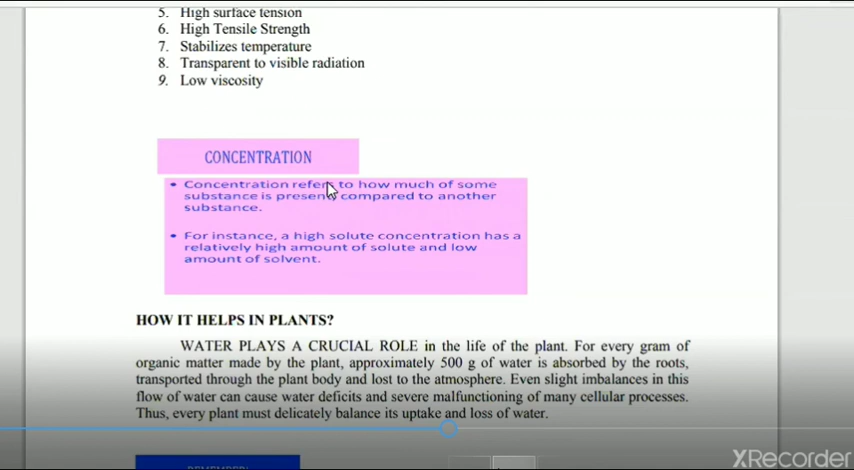 5. High surface tension
6. High Tensile Strength
7. Stabilizes temperature
8. Transparent to visible radiation
9. Low viscosity
CONCENTRATION
• Concentration refers to how much of some
substance is present compared to another
substance.
• For instance, a high solute concentration has a
relatively high amount of solute and low
amount of solvent.
HOW IT HELPS IN PLANTS?
WATER PLAYS A CRUCIAL ROLE in the life of the plant. For every gram of
organic matter made by the plant, approximately 500 g of water is absorbed by the roots,
transported through the plant body and lost to the atmosphere. Even slight imbalances in this
flow of water can cause water deficits and severe malfunctioning of many cellular processes.
Thus, every plant must delicately balance its uptake and loss of water.
REMEMBER!
XRecorder